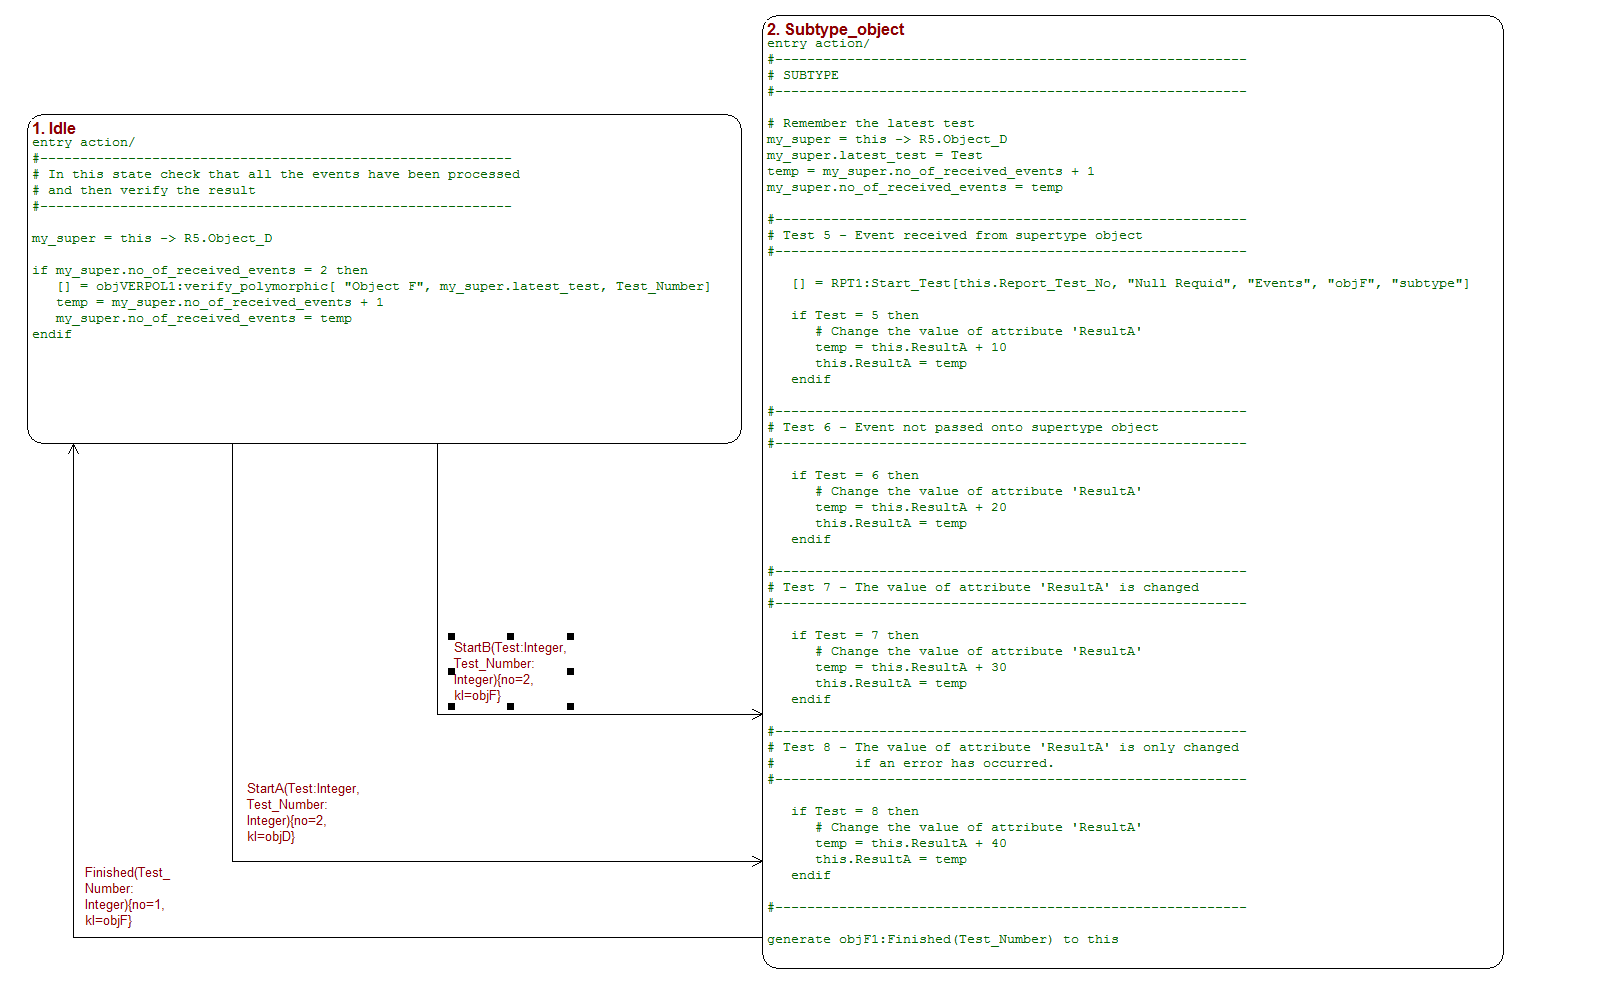 1. Idle
entry action/
#-----------------------------------------------------------
# In this state check that all the events have been processed
# and then verify the result
#-----------------------------------------------------------
my_super = this -> R5.Object_D
if my_super.no_of_received_events = 2 then
[] = objVERPOL1:verify_polymorphic[ "Object F", my_super.latest_test, Test_Number]
temp = my_super.no_of_received_events + 1
my_super.no_of_received_events = temp
endif
2. Subtype_object
entry action/
#-----------------------------------------------------------
# SUBTYPE
#-----------------------------------------------------------
# Remember the latest test
my_super = this -> R5.Object_D
my_super.latest_test = Test
temp = my_super.no_of_received_events + 1
my_super.no_of_received_events = temp
#-----------------------------------------------------------
# Test 5 - Event received from supertype object
#-----------------------------------------------------------
[] = RPT1:Start_Test[this.Report_Test_No, "Null Requid", "Events", "objF", "subtype"]
if Test = 5 then
# Change the value of attribute 'ResultA'
temp = this.ResultA + 10
this.ResultA = temp
endif
#-----------------------------------------------------------
# Test 6 - Event not passed onto supertype object
#-----------------------------------------------------------
if Test = 6 then
# Change the value of attribute 'ResultA'
temp = this.ResultA + 20
this.ResultA = temp
endif
#-----------------------------------------------------------
# Test 7 - The value of attribute 'ResultA' is changed
#-----------------------------------------------------------
if Test = 7 then
# Change the value of attribute 'ResultA'
temp = this.ResultA + 30
this.ResultA = temp
endif
#-----------------------------------------------------------
# Test 8 - The value of attribute 'ResultA' is only changed
# if an error has occurred.
#-----------------------------------------------------------
if Test = 8 then
# Change the value of attribute 'ResultA'
temp = this.ResultA + 40
this.ResultA = temp
endif
#-----------------------------------------------------------
generate objF1:Finished(Test_Number) to this
StartB(Test:Integer,
Test_Number:
Integer){no=2,
kl=objF}
StartA(Test:Integer,
Test_Number:
Integer){no=2,
kl=objD}
Finished(Test_
Number:
Integer){no=1,
kl=objF}